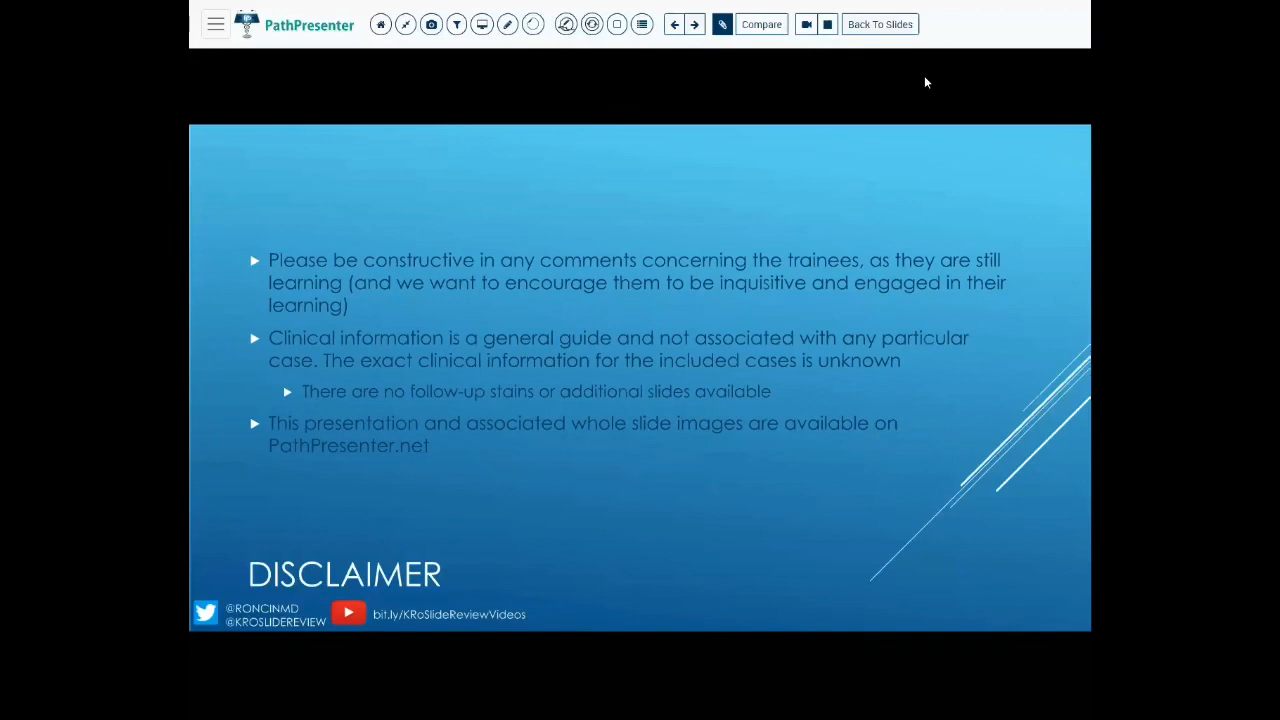 PathPresenter
Compare
Back To Slides
Please be constructive in any comments concerning the trainees, as they are still
learning (and we want to encourage them to be inquisitive and engaged in their
learning)
Clinical information is a general guide and not associated with any particular
case. The exact clinical information for the included cases is unknown
There are no follow-up stains or additional slides available
This presentation and associated whole slide images are available on
PathPresenter.net
DISCLAIMER
@RONCINMD
@KROSLIDEREVIEW
bit.ly/KRoSlideReviewVideos